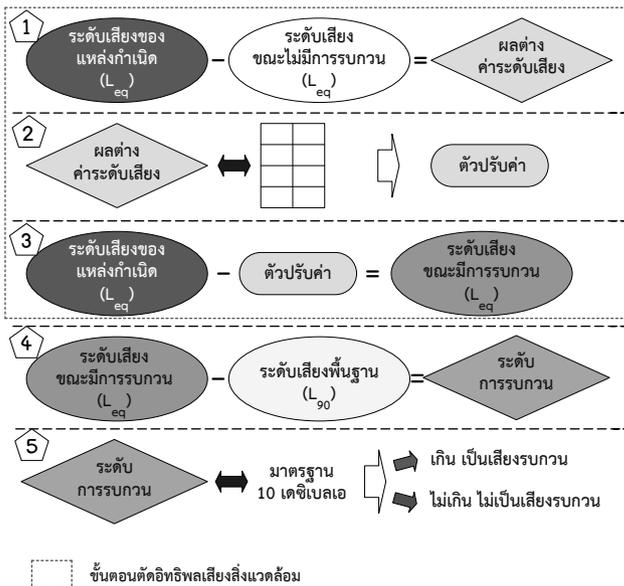 1
ระดับเสียงของ
แหล่งกำเนิด
(Leq)
–
ระดับเสียง
ขณะไม่มีการรบกวน
(Leq)
=
ผลต่าง
ค่าระดับเสียง
2
ผลต่าง
ค่าระดับเสียง
ตัวปรับค่า
3
ระดับเสียงของ
แหล่งกำเนิด
(Leq)
–
ตัวปรับค่า
=
ระดับเสียง
ขณะมีการรบกวน
(Leq)
4
ระดับเสียง
ขณะมีการรบกวน
(Leq)
–
ระดับเสียงพื้นฐาน
(L90)
=
ระดับ
การรบกวน
5
ระดับ
การรบกวน
มาตรฐาน
10 เดซิเบลเอ
เกิน เป็นเสียงรบกวน
ไม่เกิน ไม่เป็นเสียงรบกวน
ขั้นตอนตัดอิทธิพลเสียงสิ่งแวดล้อม